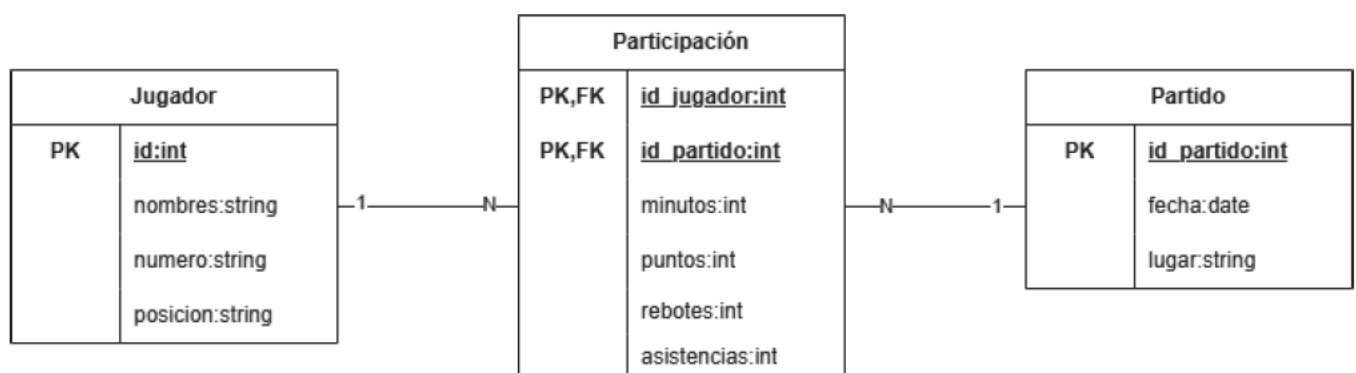 Jugador
PK id:int
nombres:string
numero:string
posicion:string
1 N
Participación
PK,FK id_jugador:int
PK,FK id_partido:int
minutos:int
puntos:int
rebotes:int
asistencias:int
N 1
Partido
PK id_partido:int
fecha:date
lugar:string